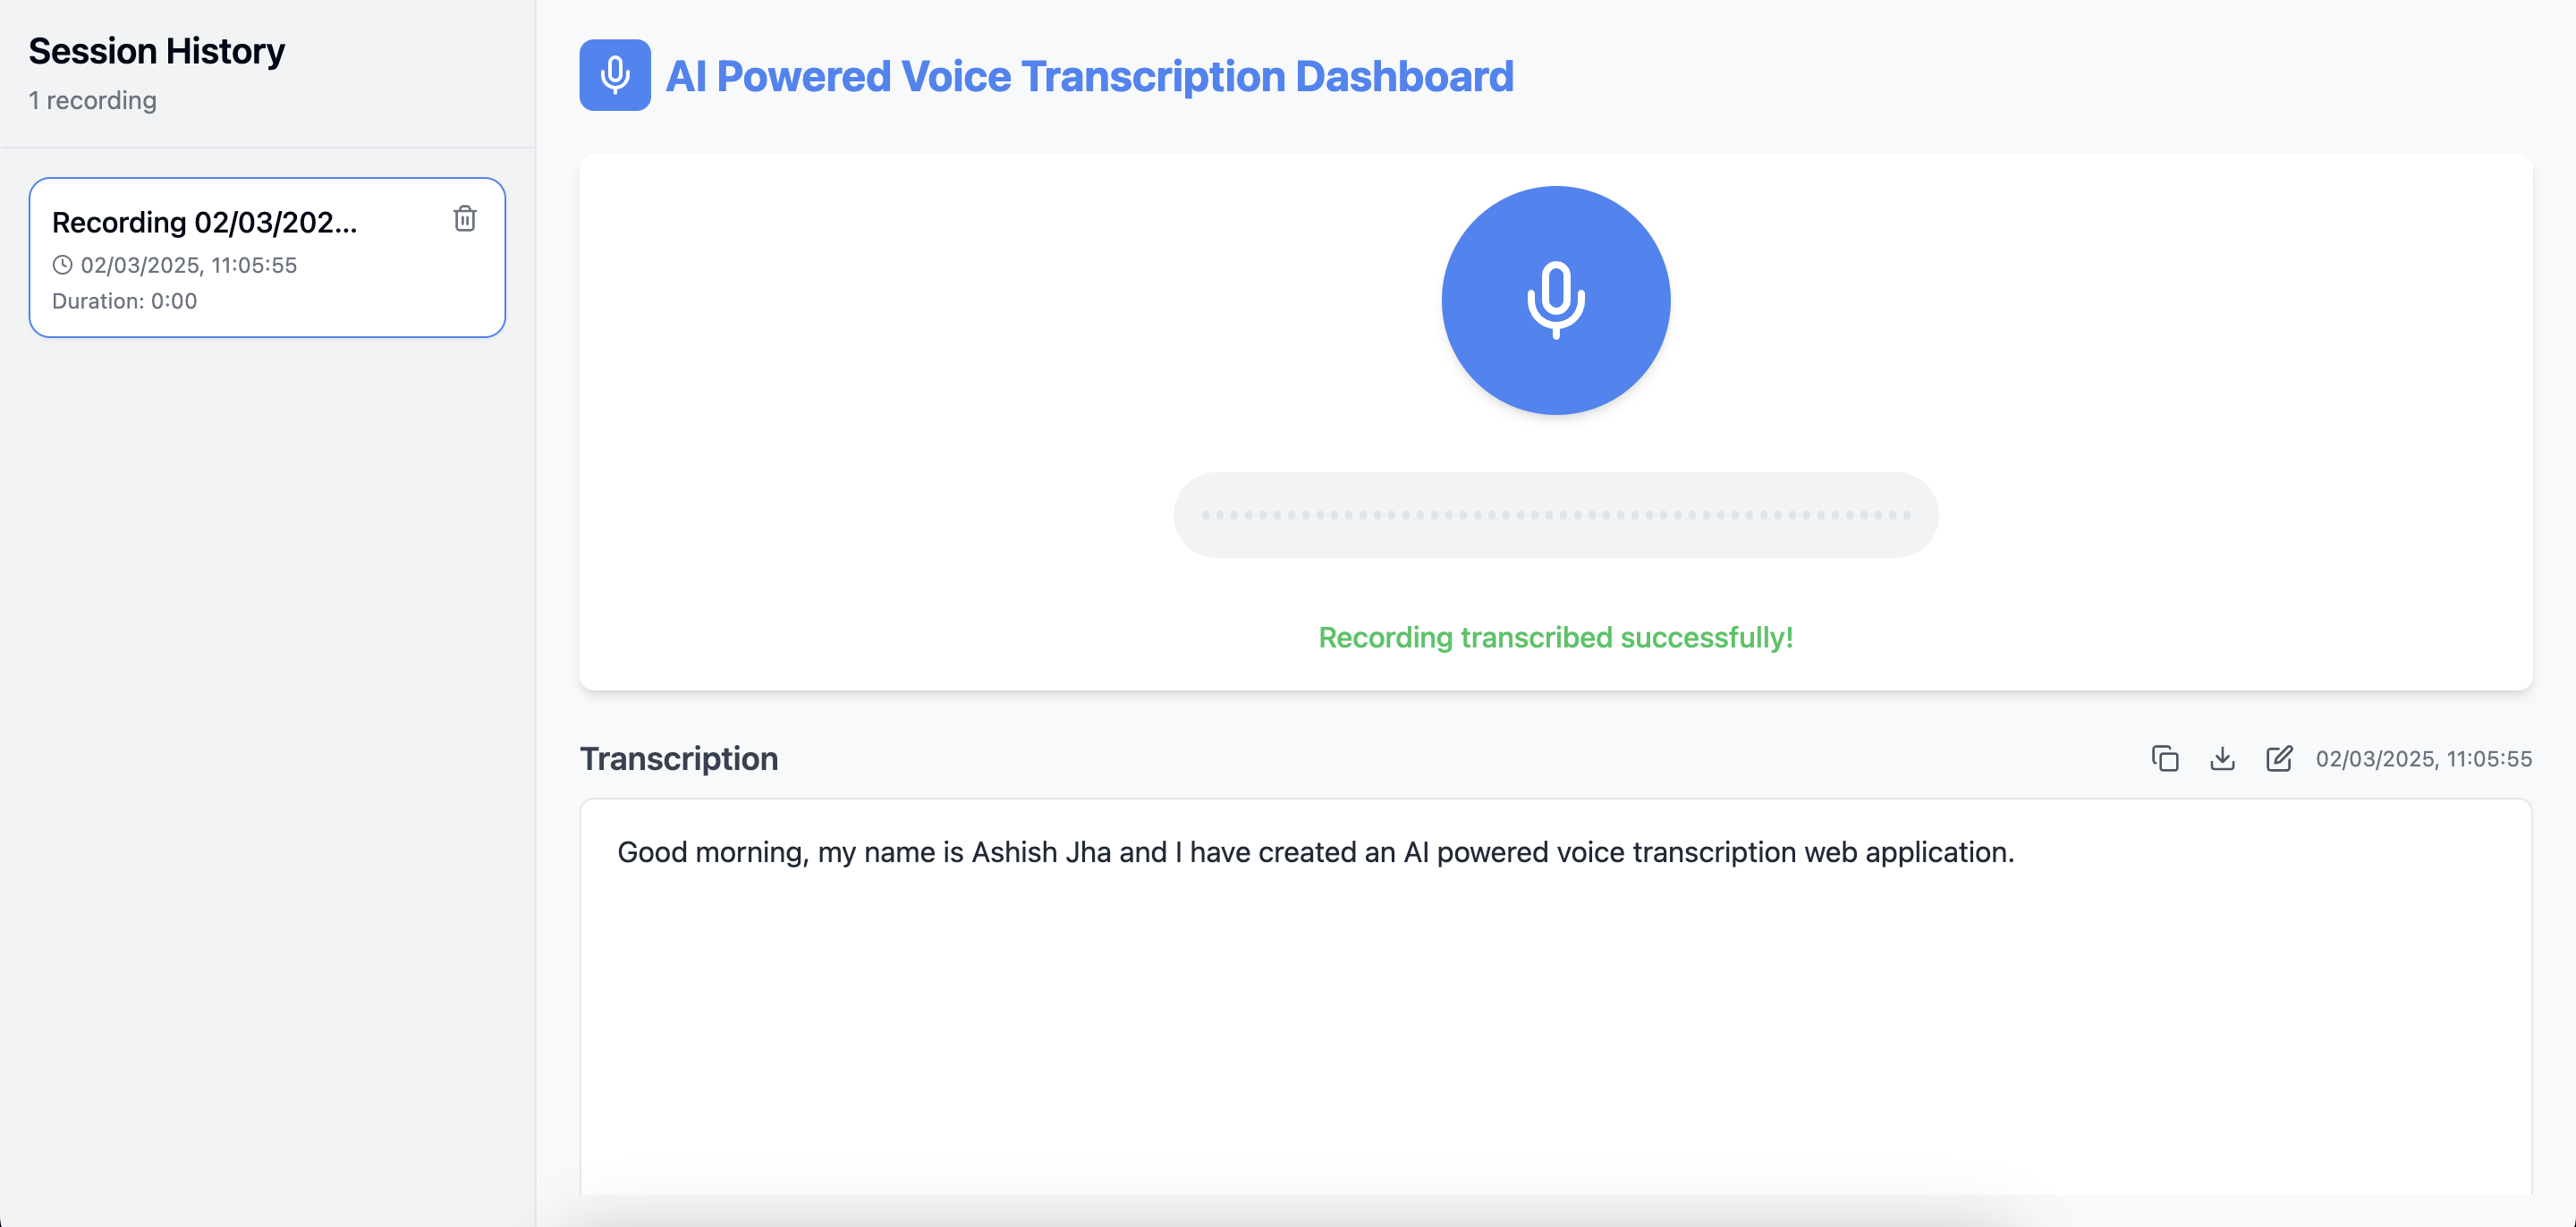 Session History
1 recording
Recording 02/03/202...
02/03/2025, 11:05:55
Duration: 0:00
AI Powered Voice Transcription Dashboard
Recording transcribed successfully!
Transcription
02/03/2025, 11:05:55
Good morning, my name is Ashish Jha and I have created an AI powered voice transcription web application.